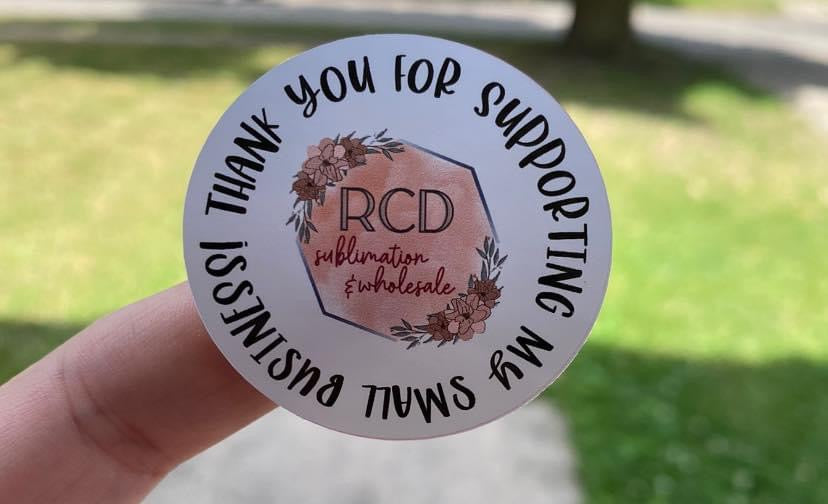 THANK YOU FOR SUPPORTING MY SMALL BUSINESS!
RCD
sublimation
&wholesale